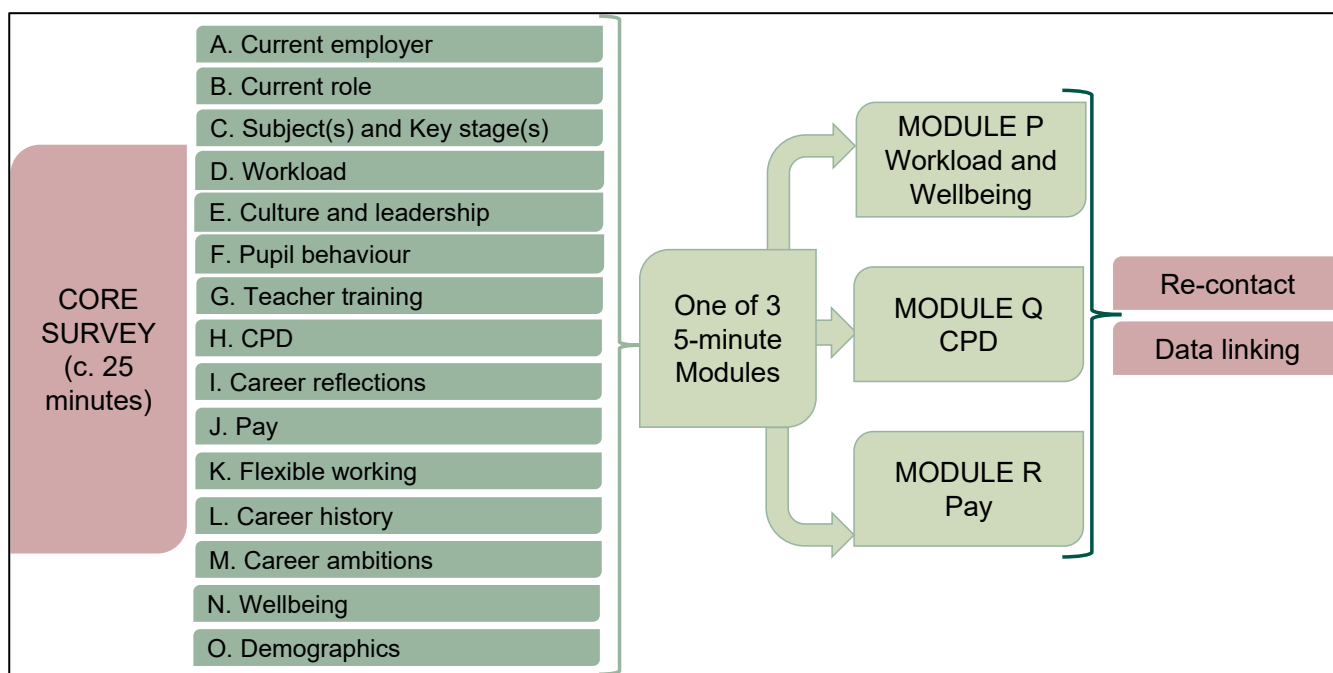 CORE
SURVEY
(c. 25
minutes)
A. Current employer
B. Current role
C. Subject(s) and Key stage(s)
D. Workload
E. Culture and leadership
F. Pupil behaviour
G. Teacher training
H. CPD
I. Career reflections
J. Pay
K. Flexible working
L. Career history
M. Career ambitions
N. Wellbeing
O. Demographics
One of 3
5-minute
Modules
MODULE P
Workload and
Wellbeing
MODULE Q
CPD
MODULE R
Pay
Re-contact
Data linking